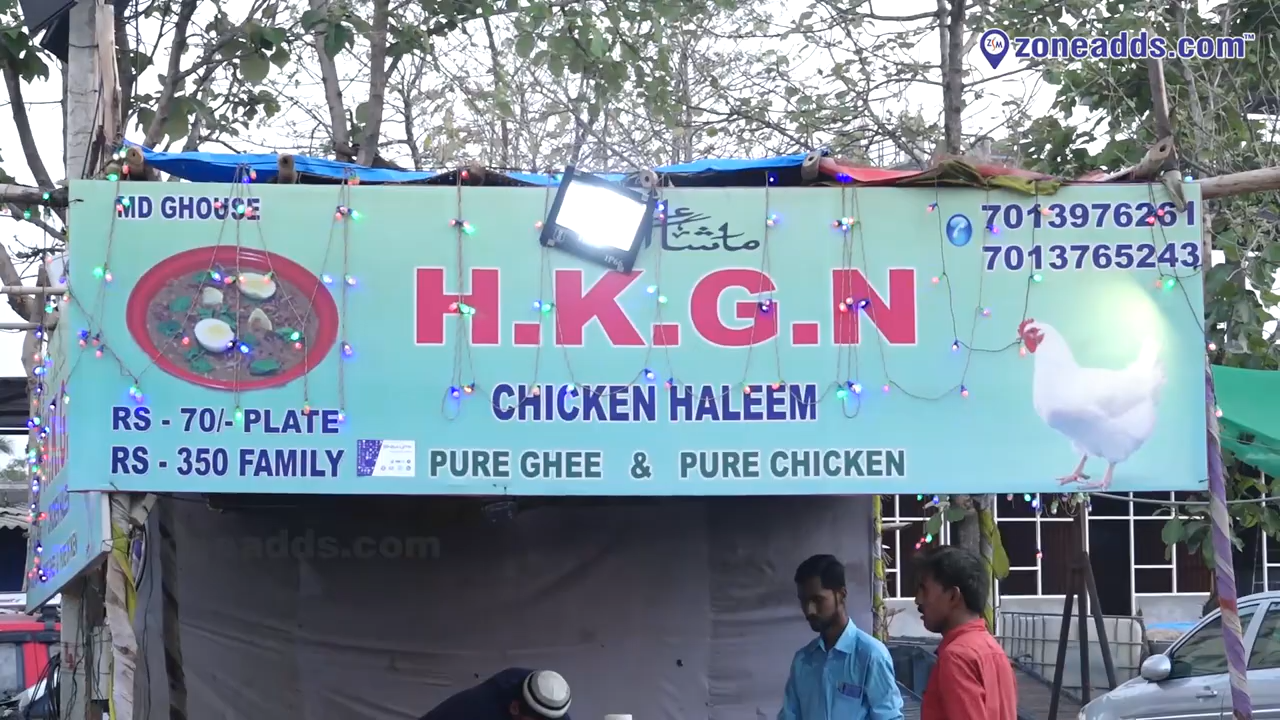 zoneadds.com™
MD GHOUSE
ماشاء
7013976261
7013765243
H.K.G.N
CHICKEN HALEEM
RS - 70/- PLATE
RS - 350 FAMILY
PURE GHEE & PURE CHICKEN
zoneadds.com